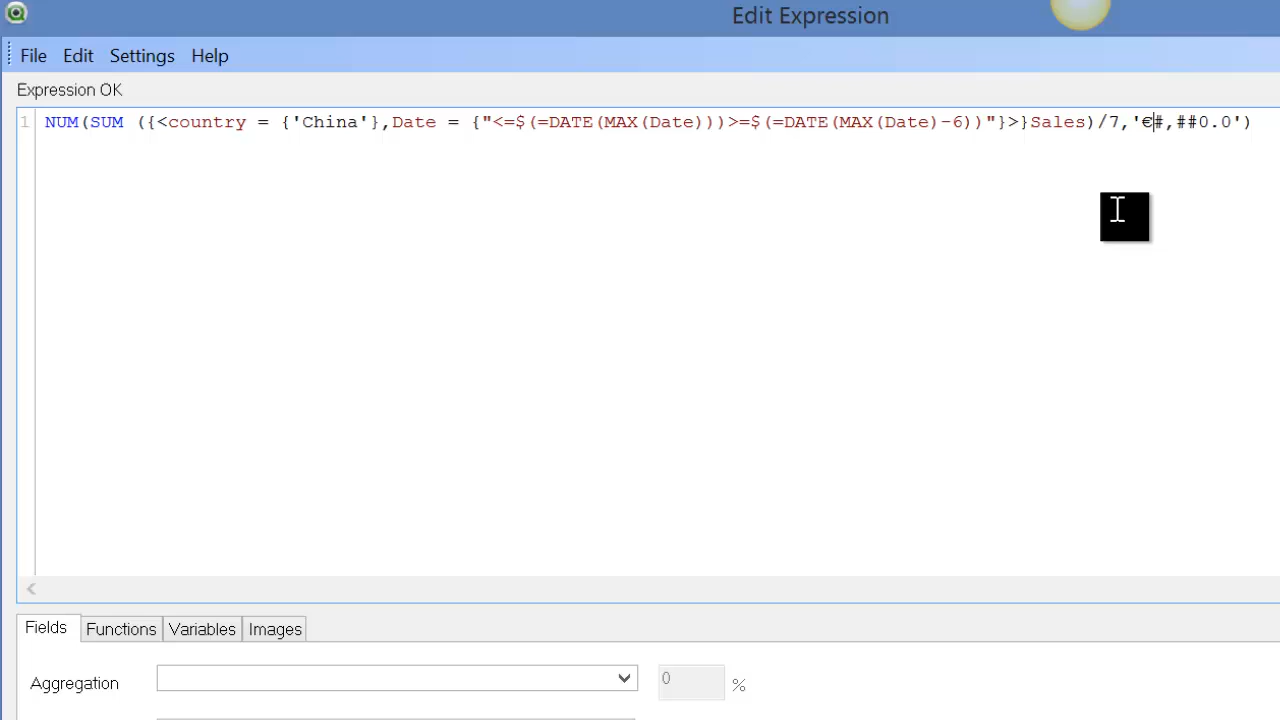 Edit Expression
File Edit Settings Help
Expression OK
1 NUM(SUM ({<country = {'China'},Date = {"<=$(=DATE(MAX(Date)))>=$(=DATE(MAX(Date)-6))"}>}Sales)/7,'€#,##0.0')
Fields Functions Variables Images
Aggregation 0 %